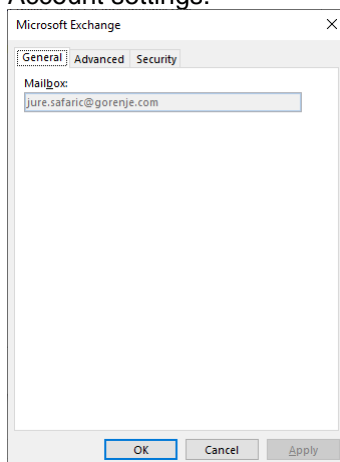 Account settings:
Microsoft Exchange
General Advanced Security
Mailbox:
jure.safaric@gorenje.com
OK Cancel Apply